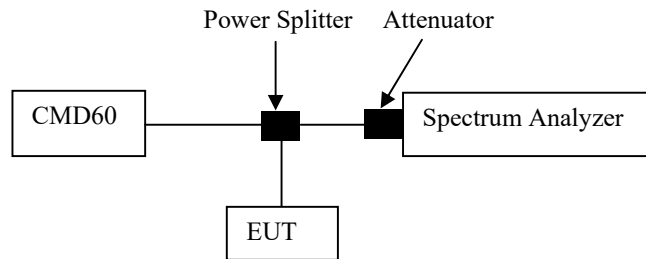 Power Splitter
Attenuator
CMD60
Spectrum Analyzer
EUT